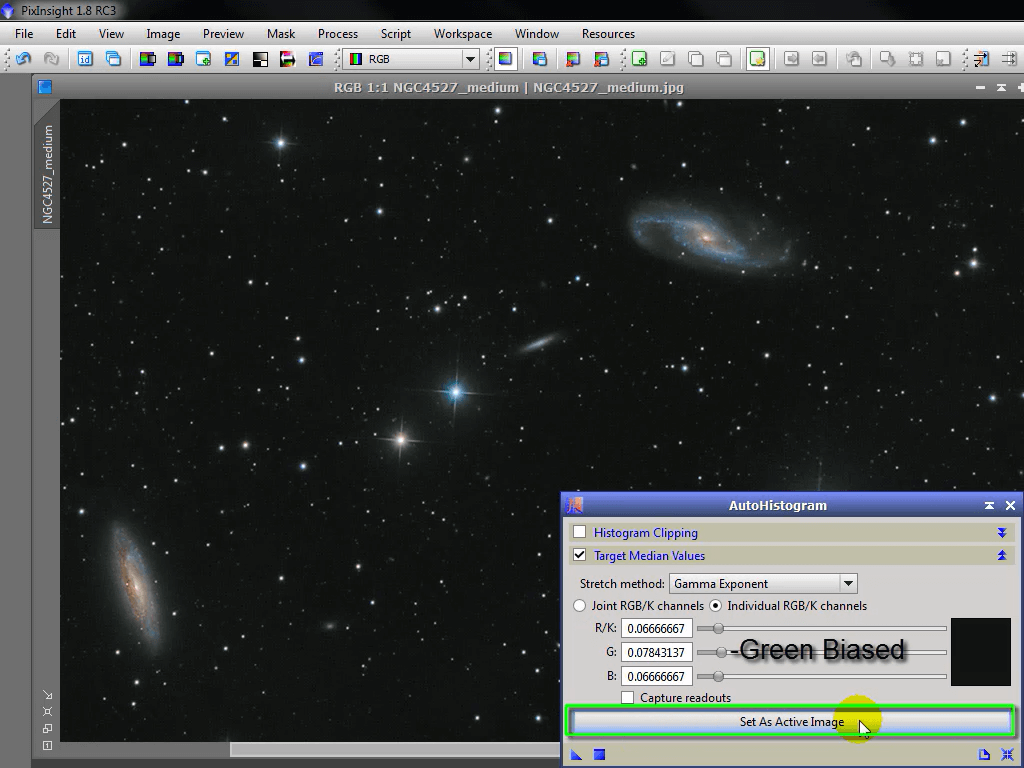 PixInsight 1.8 RC3
File Edit View Image Preview Mask Process Script Workspace Window Resources
id RGB
RGB 1:1 NGC4527_medium | NGC4527_medium.jpg
NGC4527_medium
AutoHistogram
Histogram Clipping
Target Median Values
Stretch method: Gamma Exponent
Joint RGB/K channels Individual RGB/K channels
R/K: 0.06666667
G: 0.07843137 -Green Biased
B: 0.06666667
Capture readouts
Set As Active Image